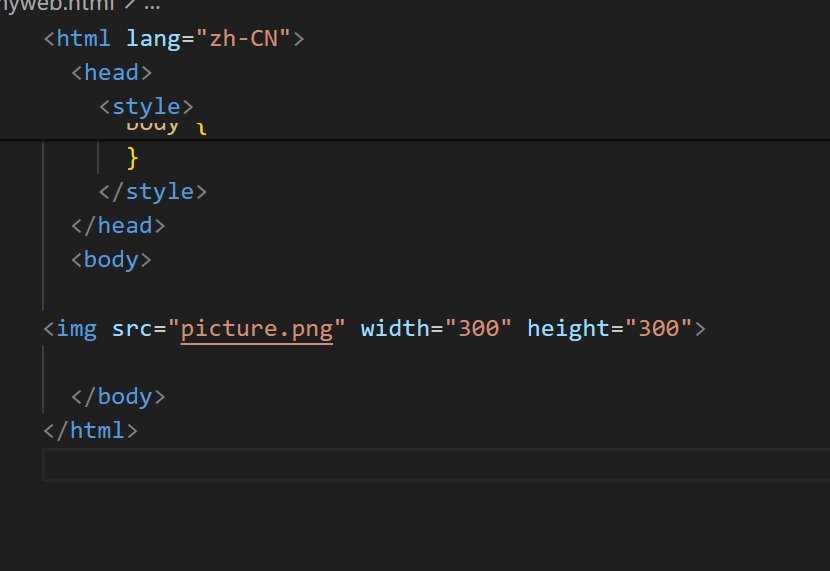 myweb.html > ...
<html lang="zh-CN">
<head>
<style>
body {
}
</style>
</head>
<body>
<img src="picture.png" width="300" height="300">
</body>
</html>